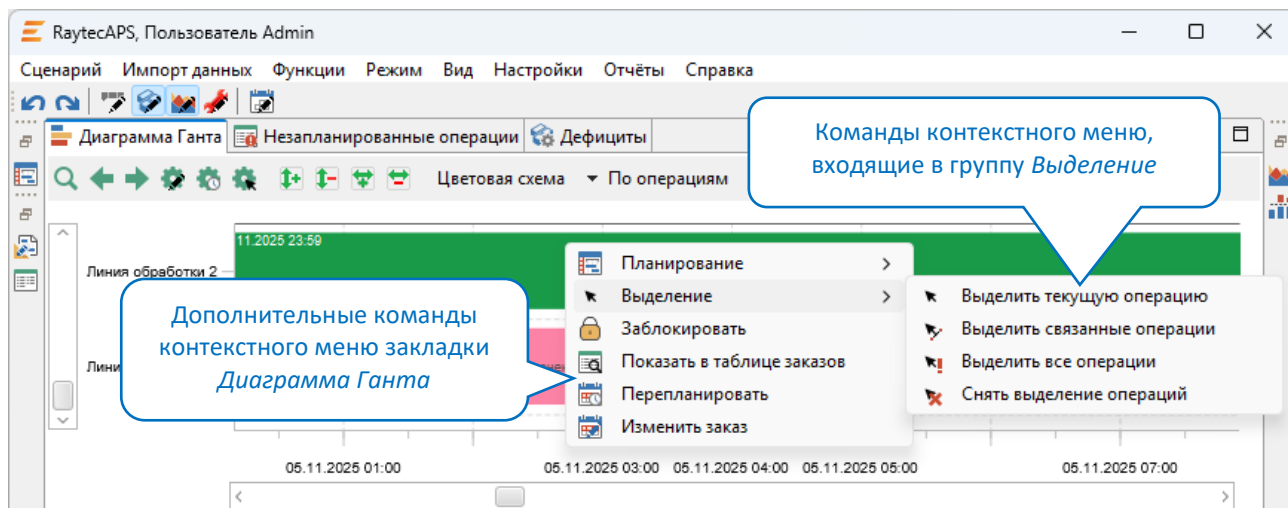 RaytecAPS, Пользователь Admin
Сценарий Импорт данных Функции Режим Вид Настройки Отчёты Справка
Диаграмма Ганта Незапланированные операции Дефициты
Команды контекстного меню,
входящие в группу Выделение
Цветовая схема По операциям
11.2025 23:59
Линия обработки 2
Планирование
Выделение
Заблокировать
Показать в таблице заказов
Перепланировать
Изменить заказ
Выделить текущую операцию
Выделить связанные операции
Выделить все операции
Снять выделение операций
Дополнительные команды
контекстного меню закладки
Диаграмма Ганта
05.11.2025 01:00 05.11.2025 03:00 05.11.2025 04:00 05.11.2025 05:00 05.11.2025 07:00